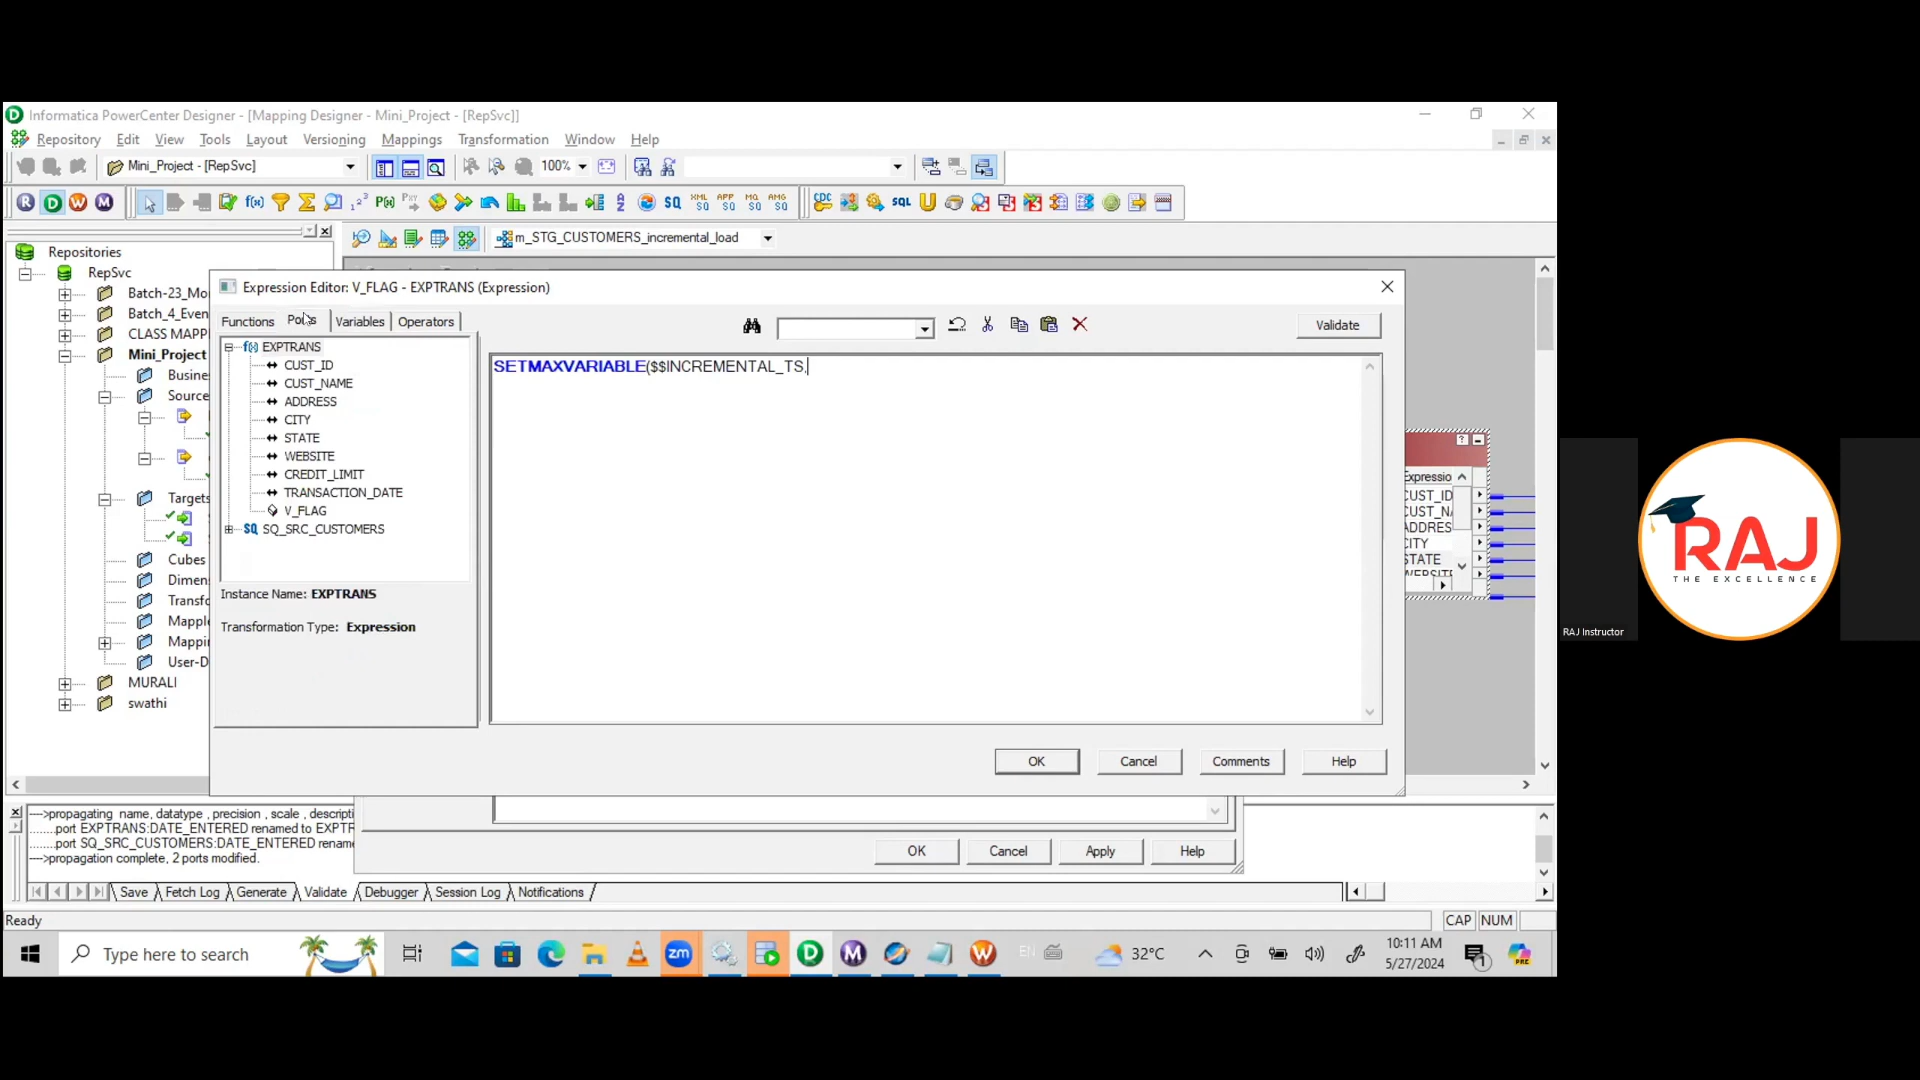 Informatica PowerCenter Designer - [Mapping Designer - Mini_Project - [RepSvc]]
Repository Edit View Tools Layout Versioning Mappings Transformation Window Help
Mini_Project - [RepSvc]
100%
m_STG_CUSTOMERS_incremental_load
Repositories
RepSvc
Batch-23_Mo
Batch_4_Even
CLASS MAPP
Mini_Project
Busine
Source
Targets
Cubes
Dimen
Transfo
Maple
Mappin
User-D
MURALI
swathi
Expression Editor: V_FLAG - EXPTRANS (Expression)
Functions Ports Variables Operators
Validate
EXPTRANS
CUST_ID
CUST_NAME
ADDRESS
CITY
STATE
WEBSITE
CREDIT_LIMIT
TRANSACTION_DATE
V_FLAG
SQ_SRC_CUSTOMERS
SETMAXVARIABLE($$INCREMENTAL_TS,
Instance Name: EXPTRANS
Transformation Type: Expression
OK Cancel Comments Help
Expressio
CUST_ID
CUST_NA
ADDRES
CITY
STATE
WEBSITE
OK Cancel Apply Help
--->propagating name, datatype , precision , scale , descripti
........port EXPTRANS:DATE_ENTERED renamed to EXPTR
........port SQ_SRC_CUSTOMERS:DATE_ENTERED rename
--->propagation complete, 2 ports modified.
Save Fetch Log Generate Validate Debugger Session Log Notifications
Ready
CAP NUM
Type here to search
zm
32°C
10:11 AM
5/27/2024
RAJ
THE EXCELLENCE
RAJ Instructor